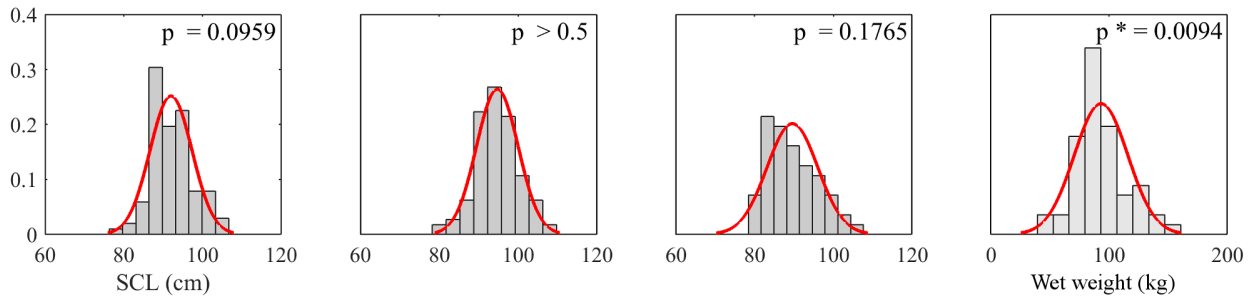 0.4
0.3
0.2
0.1
0
p = 0.0959
60 80 100 120
SCL (cm)
p > 0.5
60 80 100 120
p = 0.1765
60 80 100 120
p * = 0.0094
0 100 200
Wet weight (kg)